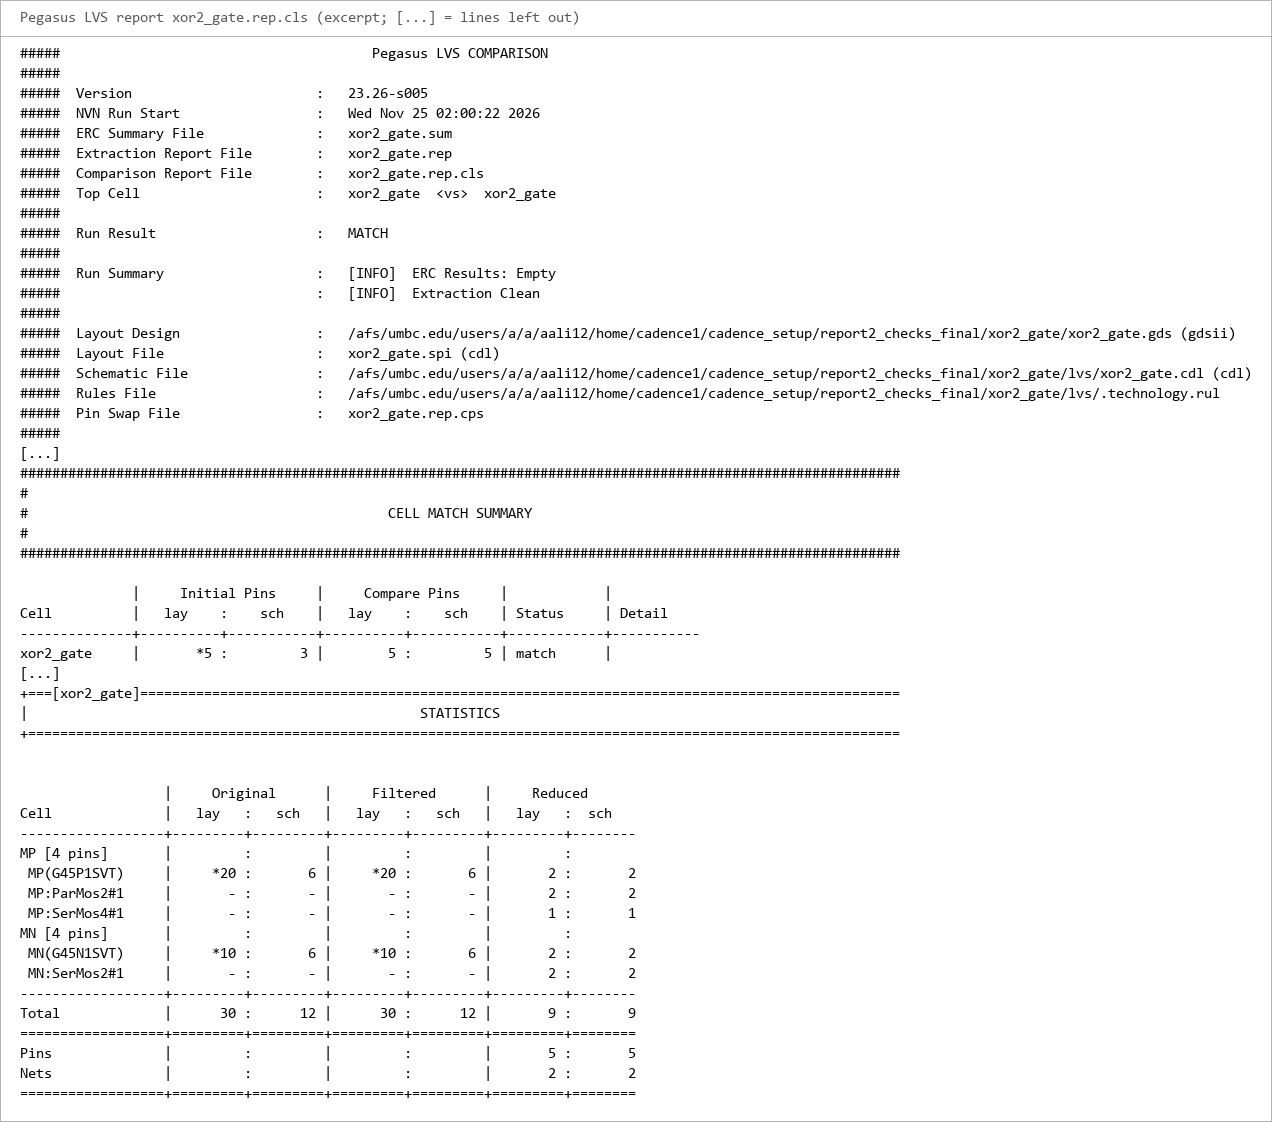 Pegasus LVS report xor2_gate.rep.cls (excerpt; [...] = lines left out)
#####                                       Pegasus LVS COMPARISON
#####
#####  Version                       :   23.26-s005
#####  NVN Run Start                 :   Wed Nov 25 02:00:22 2026
#####  ERC Summary File              :   xor2_gate.sum
#####  Extraction Report File        :   xor2_gate.rep
#####  Comparison Report File        :   xor2_gate.rep.cls
#####  Top Cell                      :   xor2_gate  <vs>  xor2_gate
#####
#####  Run Result                    :   MATCH
#####
#####  Run Summary                   :   [INFO]  ERC Results: Empty
#####                                :   [INFO]  Extraction Clean
#####
#####  Layout Design                 :   /afs/umbc.edu/users/a/a/aali12/home/cadence1/cadence_setup/report2_checks_final/xor2_gate/xor2_gate.gds (gdsii)
#####  Layout File                   :   xor2_gate.spi (cdl)
#####  Schematic File                :   /afs/umbc.edu/users/a/a/aali12/home/cadence1/cadence_setup/report2_checks_final/xor2_gate/lvs/xor2_gate.cdl (cdl)
#####  Rules File                    :   /afs/umbc.edu/users/a/a/aali12/home/cadence1/cadence_setup/report2_checks_final/xor2_gate/lvs/.technology.rul
#####  Pin Swap File                 :   xor2_gate.rep.cps
#####
[...]
##############################################################################################################
#
#                                             CELL MATCH SUMMARY
#
##############################################################################################################
              |     Initial Pins     |     Compare Pins     |            |
Cell          |   lay    :    sch    |   lay    :    sch    | Status     | Detail
--------------+----------+-----------+----------+-----------+------------+-----------
xor2_gate     |       *5 :         3 |        5 :         5 | match      |
[...]
+===[xor2_gate]===============================================================================================
|                                                 STATISTICS
+=============================================================================================================
                  |     Original      |     Filtered      |     Reduced
Cell              |   lay   :   sch   |   lay   :   sch   |   lay   :  sch
------------------+---------+---------+---------+---------+---------+--------
MP [4 pins]       |         :         |         :         |         :
 MP(G45P1SVT)     |     *20 :       6 |     *20 :       6 |       2 :       2
 MP:ParMos2#1     |       - :       - |       - :       - |       2 :       2
 MP:SerMos4#1     |       - :       - |       - :       - |       1 :       1
MN [4 pins]       |         :         |         :         |         :
 MN(G45N1SVT)     |     *10 :       6 |     *10 :       6 |       2 :       2
 MN:SerMos2#1     |       - :       - |       - :       - |       2 :       2
------------------+---------+---------+---------+---------+---------+--------
Total             |      30 :      12 |      30 :      12 |       9 :       9
==================+=========+=========+=========+=========+=========+========
Pins              |         :         |         :         |       5 :       5
Nets              |         :         |         :         |       2 :       2
==================+=========+=========+=========+=========+=========+========